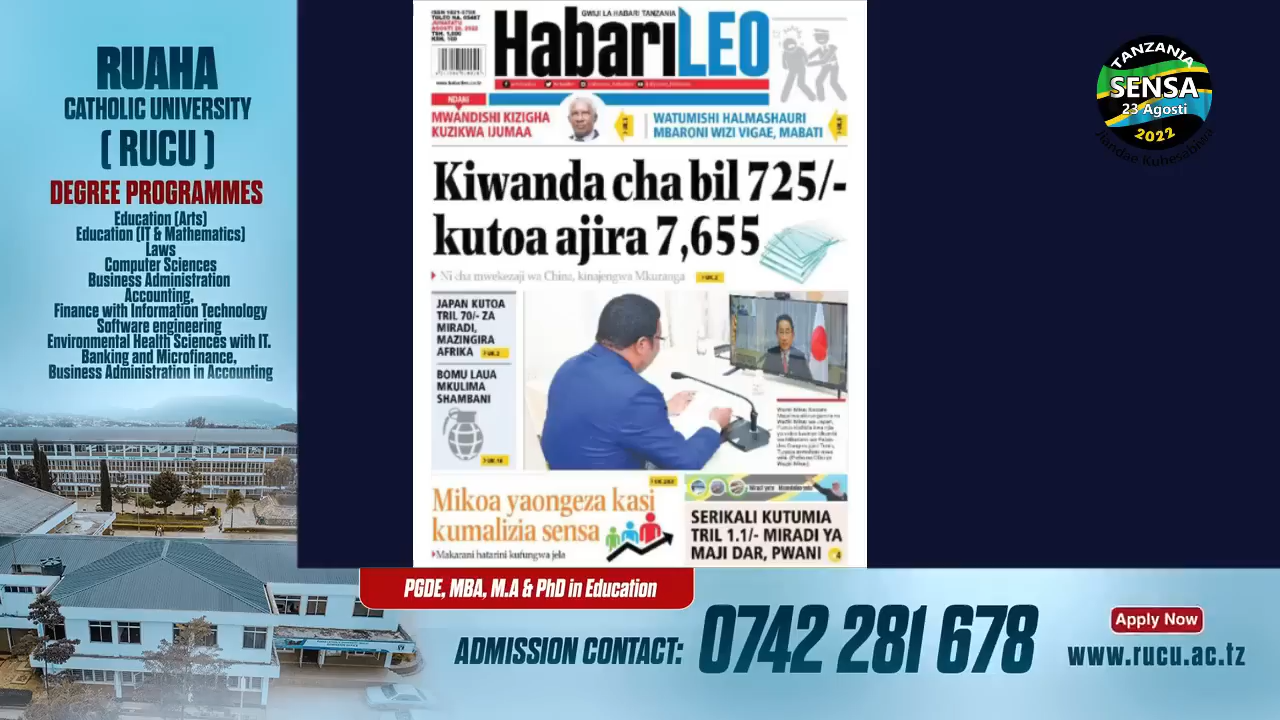 RUAHA
CATHOLIC UNIVERSITY
( RUCU )
DEGREE PROGRAMMES
Education (Arts)
Education (IT & Mathematics)
Laws
Computer Sciences
Business Administration
Accounting,
Finance with Information Technology
Software engineering
Environmental Health Sciences with IT.
Banking and Microfinance,
Business Administration in Accounting
GWIJI LA HABARI TANZANIA
HabariLEO
NDANI
MWANDISHI KIZIGHA
KUZIKWA IJUMAA
WATUMISHI HALMASHAURI
MBARONI WIZI VIGAE, MABATI
Kiwanda cha bil 725/-
kutoa ajira 7,655
Ni cha mwekezaji wa China, kinajengwa Mkuranga
JAPAN KUTOA
TRIL 70/- ZA
MIRADI,
MAZINGIRA
AFRIKA
BOMU LAUA
MKULIMA
SHAMBANI
Mikoa yaongeza kasi
kumalizia sensa
Makarani hatarini kufungwa jela
SERIKALI KUTUMIA
TRIL 1.1/- MIRADI YA
MAJI DAR, PWANI
TANZANIA
SENSA
23 Agosti
2022
Jiandae Kuhesabiwa
PGDE, MBA, M.A & PhD in Education
ADMISSION CONTACT: 0742 281 678
Apply Now
www.rucu.ac.tz